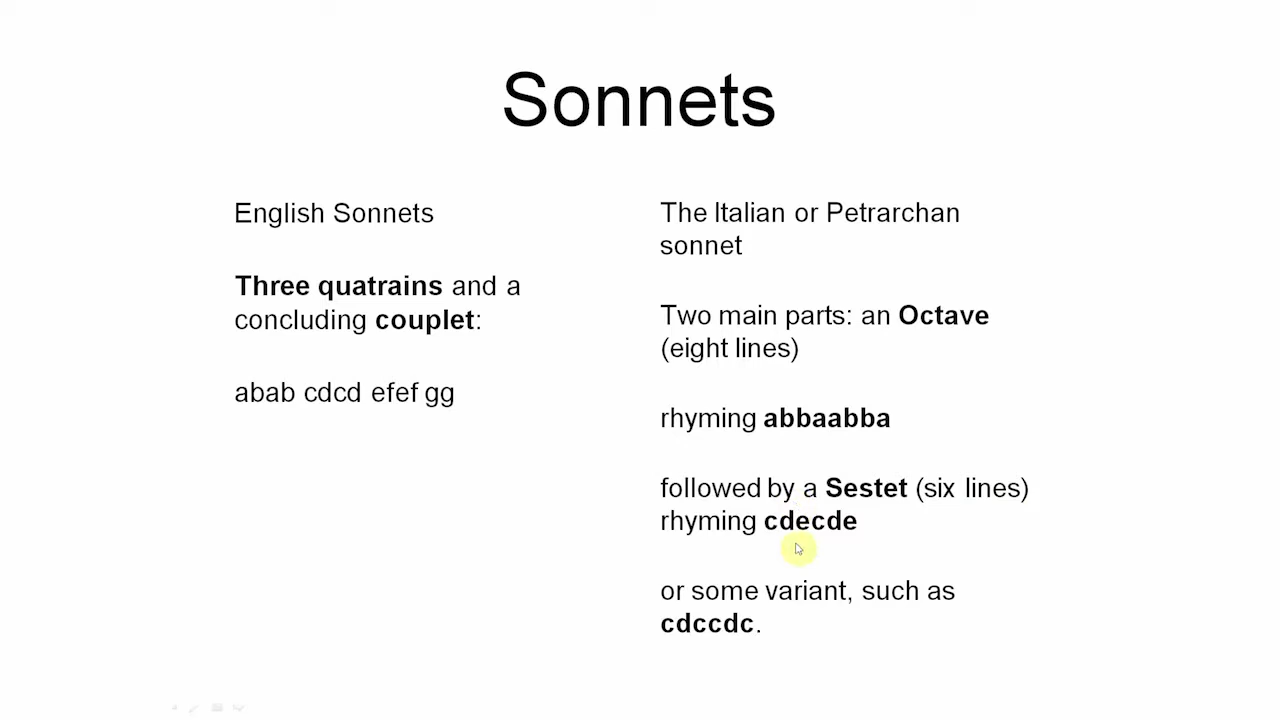 Sonnets
English Sonnets
Three quatrains and a
concluding couplet:
abab cdcd efef gg
The Italian or Petrarchan
sonnet
Two main parts: an Octave
(eight lines)
rhyming abbaabba
followed by a Sestet (six lines)
rhyming cdecde
or some variant, such as
cdccdc.